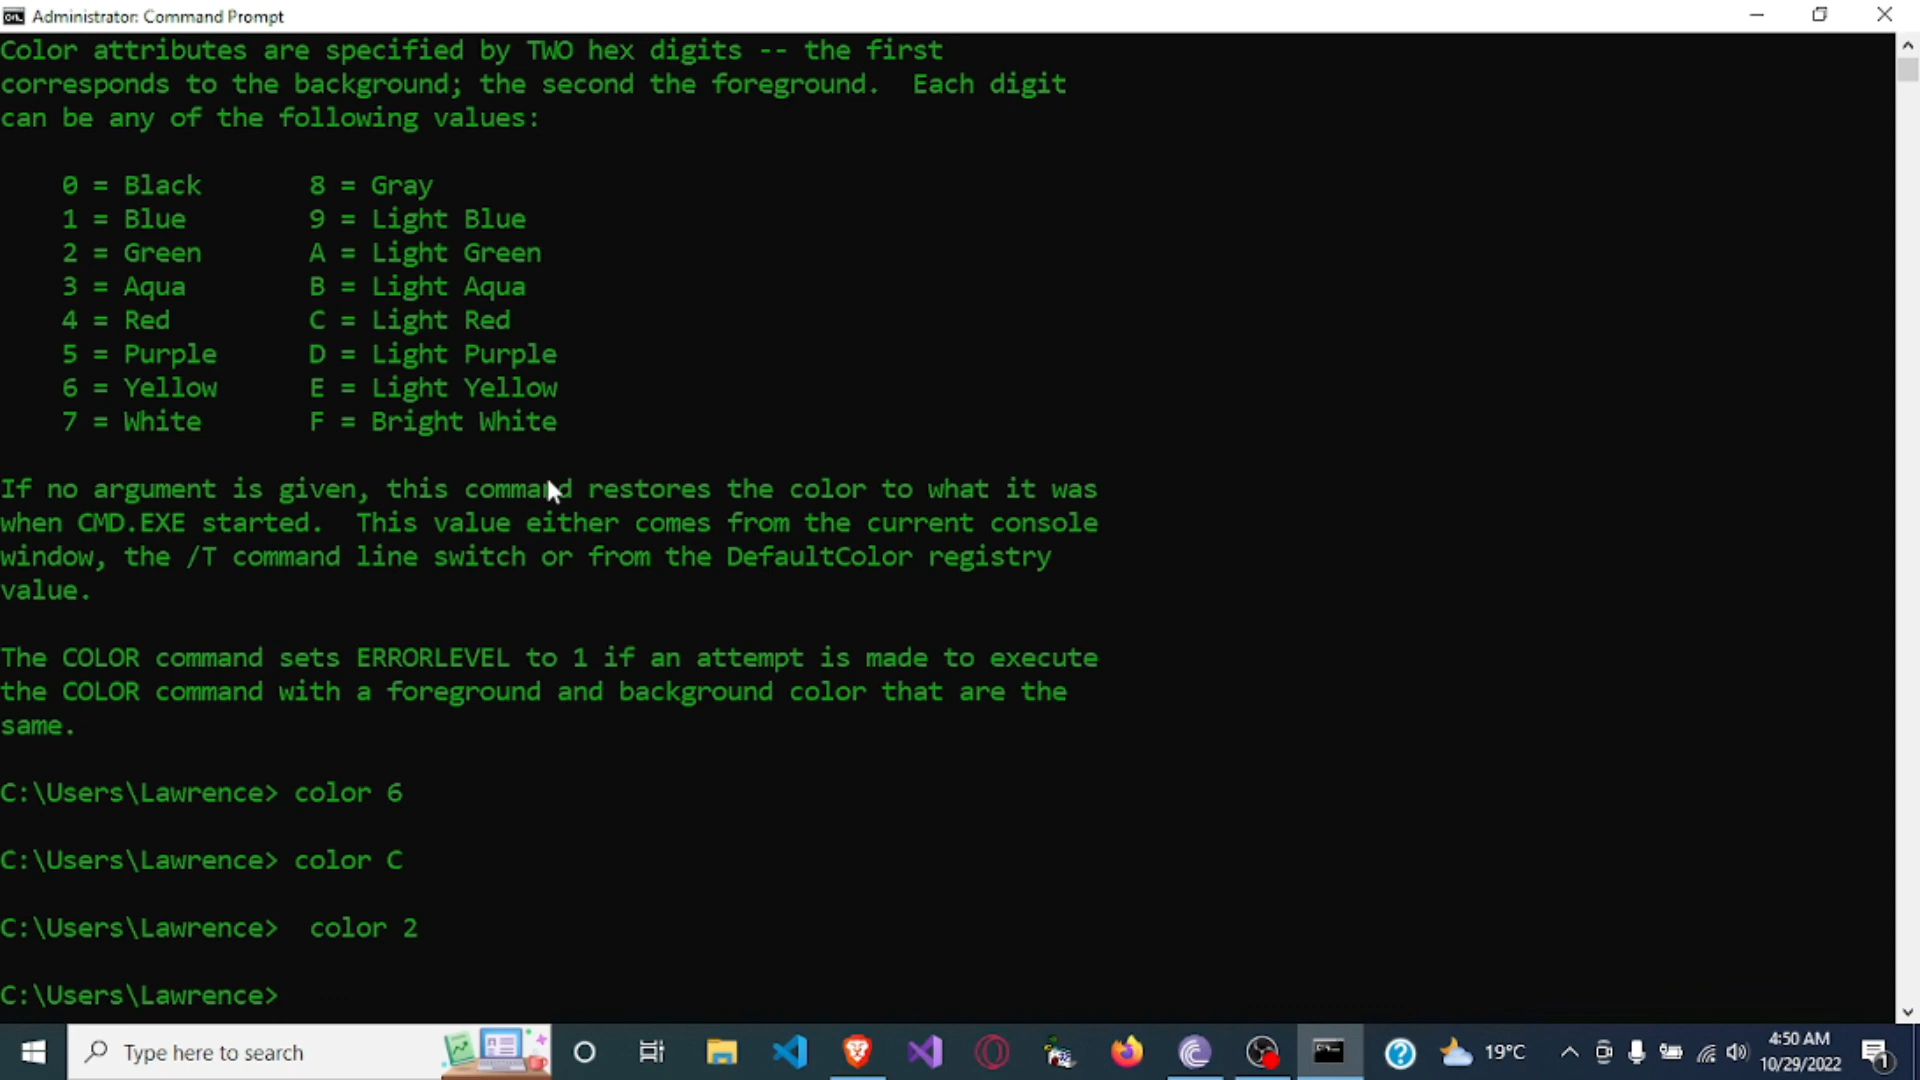 Administrator: Command Prompt
Color attributes are specified by TWO hex digits -- the first
corresponds to the background; the second the foreground.  Each digit
can be any of the following values:
    0 = Black       8 = Gray
    1 = Blue        9 = Light Blue
    2 = Green       A = Light Green
    3 = Aqua        B = Light Aqua
    4 = Red         C = Light Red
    5 = Purple      D = Light Purple
    6 = Yellow      E = Light Yellow
    7 = White       F = Bright White
If no argument is given, this command restores the color to what it was
when CMD.EXE started.  This value either comes from the current console
window, the /T command line switch or from the DefaultColor registry
value.
The COLOR command sets ERRORLEVEL to 1 if an attempt is made to execute
the COLOR command with a foreground and background color that are the
same.
C:\Users\Lawrence> color 6
C:\Users\Lawrence> color C
C:\Users\Lawrence>  color 2
C:\Users\Lawrence>
Type here to search
19°C
4:50 AM
10/29/2022
1